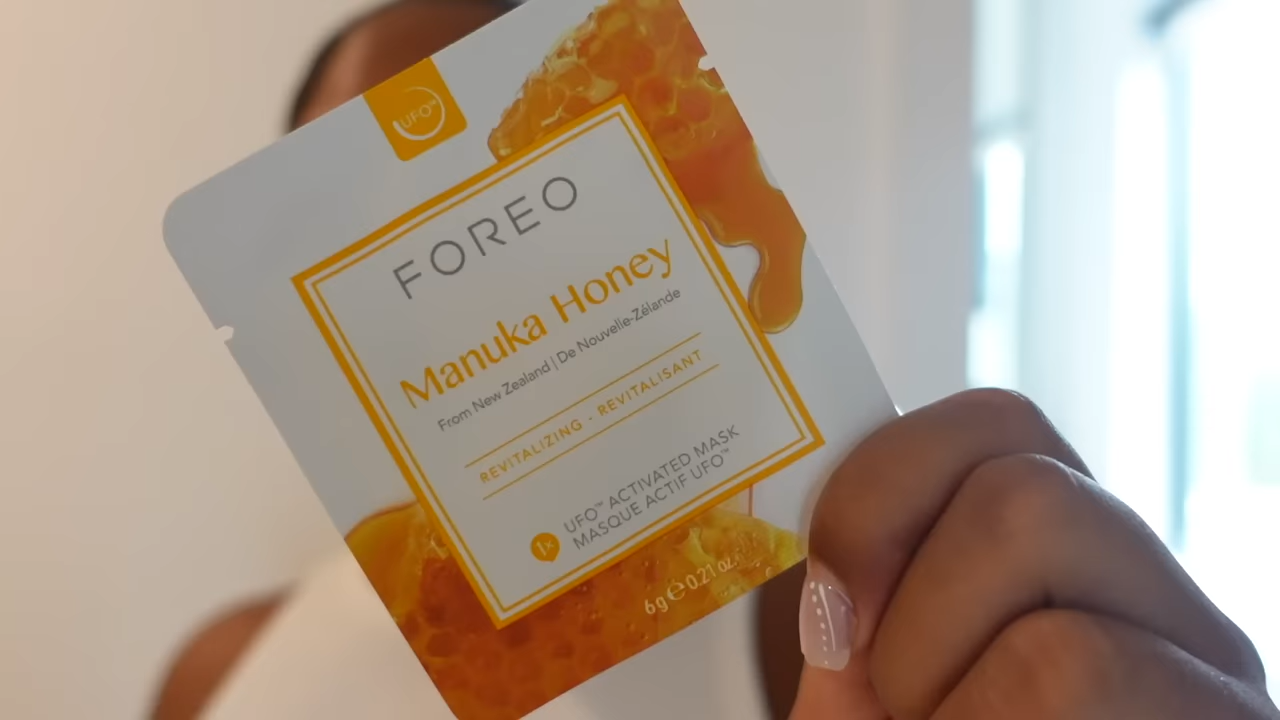 UFO™
FOREO
Manuka Honey
From New Zealand | De Nouvelle-Zélande
REVITALIZING · REVITALISANT
1x
UFO™ ACTIVATED MASK
MASQUE ACTIF UFO™
6g ℮ 0.21 oz.